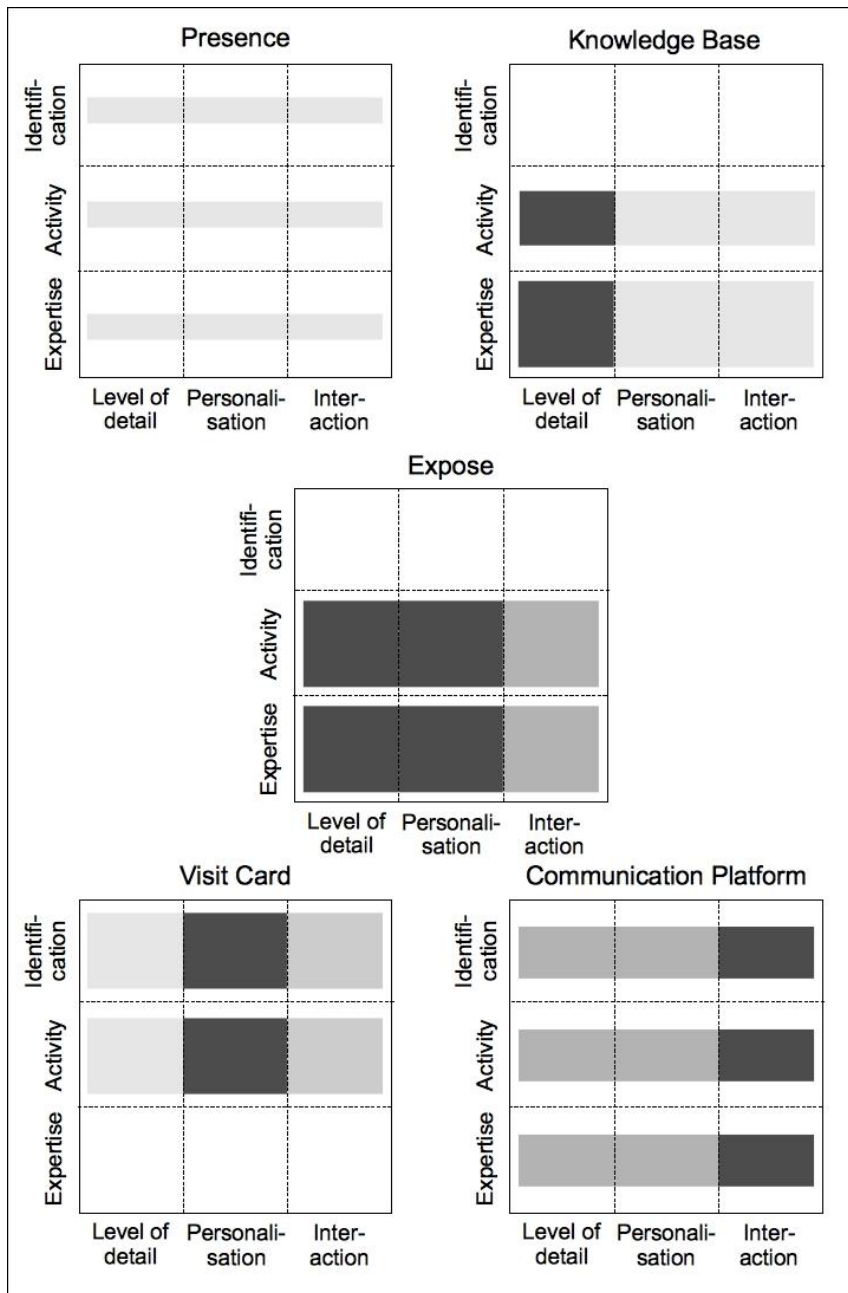 Presence
Identifi-
cation
Activity
Expertise
Level of
detail
Personali-
sation
Inter-
action
Knowledge Base
Identifi-
cation
Activity
Expertise
Level of
detail
Personali-
sation
Inter-
action
Expose
Identifi-
cation
Activity
Expertise
Level of
detail
Personali-
sation
Inter-
action
Visit Card
Identifi-
cation
Activity
Expertise
Level of
detail
Personali-
sation
Inter-
action
Communication Platform
Identifi-
cation
Activity
Expertise
Level of
detail
Personali-
sation
Inter-
action